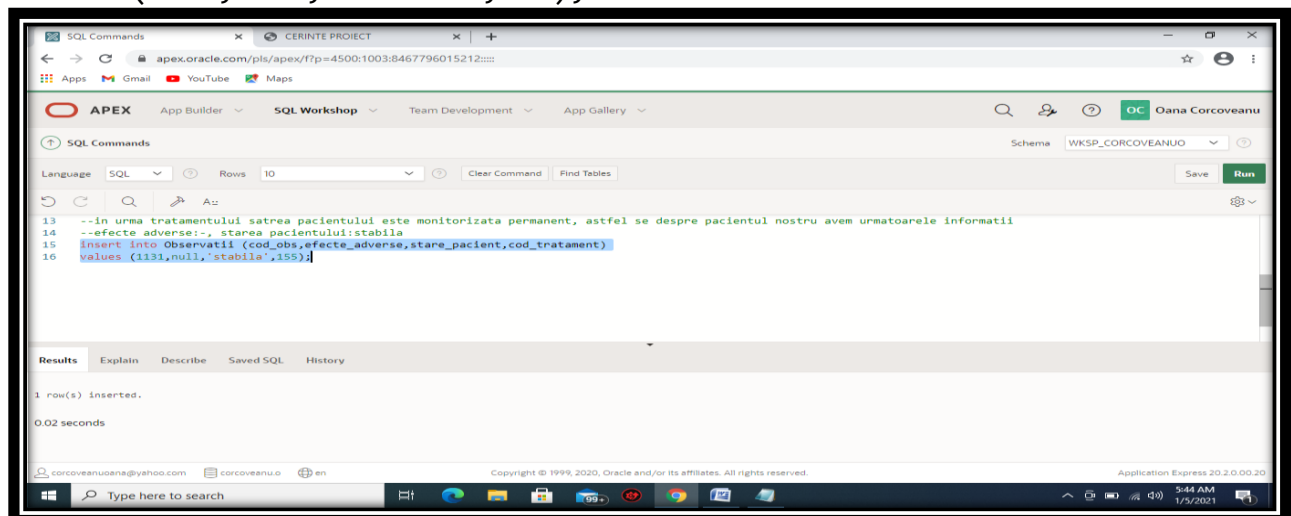 SQL Commands × CERINTE PROIECT × +
apex.oracle.com/pls/apex/f?p=4500:1003:8467796015212:::::
Apps Gmail YouTube Maps
APEX App Builder SQL Workshop Team Development App Gallery OC Oana Corcoveanu
SQL Commands Schema WKSP_CORCOVEANUO
Language SQL Rows 10 Clear Command Find Tables Save Run
13 --in urma tratamentului satrea pacientului este monitorizata permanent, astfel se despre pacientul nostru avem urmatoarele informatii
14 --efecte adverse:-, starea pacientului:stabila
15 insert into Observatii (cod_obs,efecte_adverse,stare_pacient,cod_tratament)
16 values (1131,null,'stabila',155);
Results Explain Describe Saved SQL History
1 row(s) inserted.
0.02 seconds
corcoveanuoana@yahoo.com corcoveanu.o en Copyright © 1999, 2020, Oracle and/or its affiliates. All rights reserved. Application Express 20.2.0.00.20
Type here to search 99+ 5:44 AM
1/5/2021